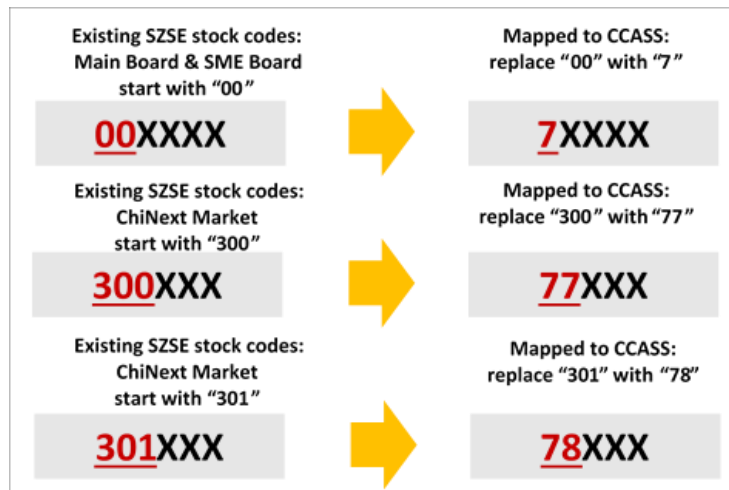 Existing SZSE stock codes:
Main Board & SME Board
start with “00”
Mapped to CCASS:
replace “00” with “7”
00XXXX
7XXXX
Existing SZSE stock codes:
ChiNext Market
start with “300”
Mapped to CCASS:
replace “300” with “77”
300XXX
77XXX
Existing SZSE stock codes:
ChiNext Market
start with “301”
Mapped to CCASS:
replace “301” with “78”
301XXX
78XXX